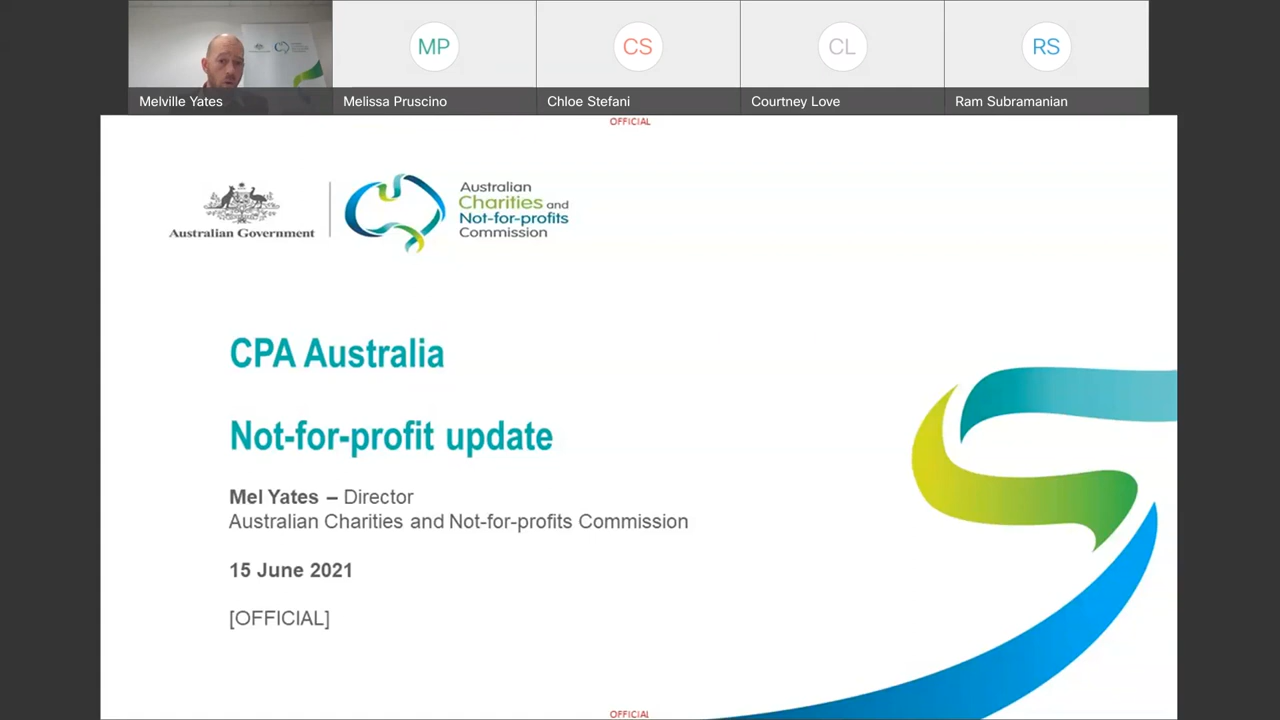 MP
CS
CL
RS
Melville Yates
Melissa Pruscino
Chloe Stefani
Courtney Love
Ram Subramanian
OFFICIAL
Australian Government
Australian
Charities and
Not-for-profits
Commission
CPA Australia
Not-for-profit update
Mel Yates – Director
Australian Charities and Not-for-profits Commission
15 June 2021
[OFFICIAL]
OFFICIAL